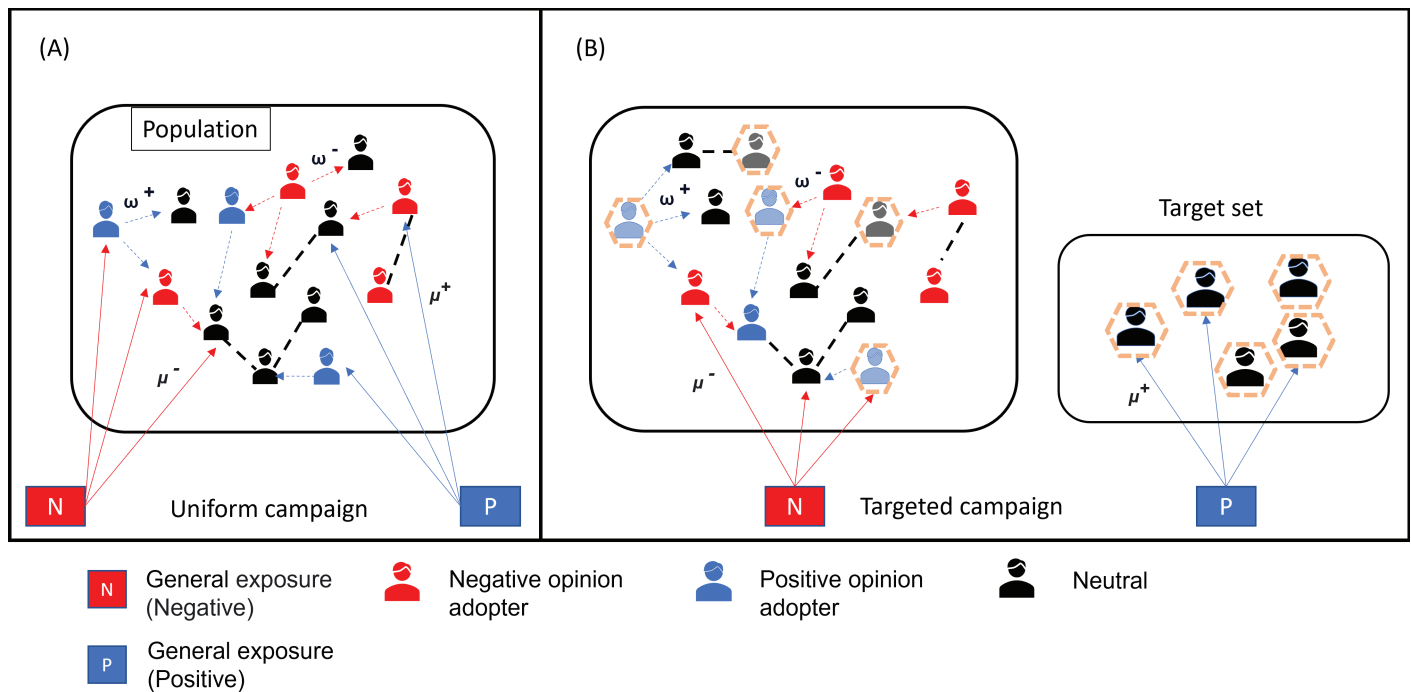 (A)
(B)
Population
ω -
ω +
μ +
μ -
N
Uniform campaign
P
ω -
ω +
Target set
μ -
μ +
N
Targeted campaign
P
N
General exposure
(Negative)
Negative opinion
adopter
Positive opinion
adopter
Neutral
P
General exposure
(Positive)